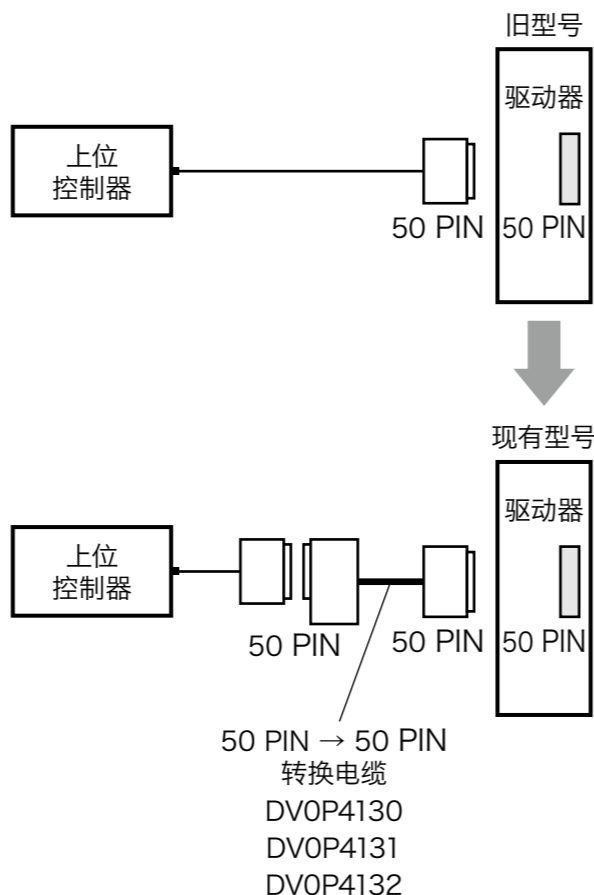 旧型号
驱动器
上位
控制器
50 PIN
50 PIN
现有型号
驱动器
上位
控制器
50 PIN
50 PIN
50 PIN
50 PIN → 50 PIN
转换电缆
DV0P4130
DV0P4131
DV0P4132